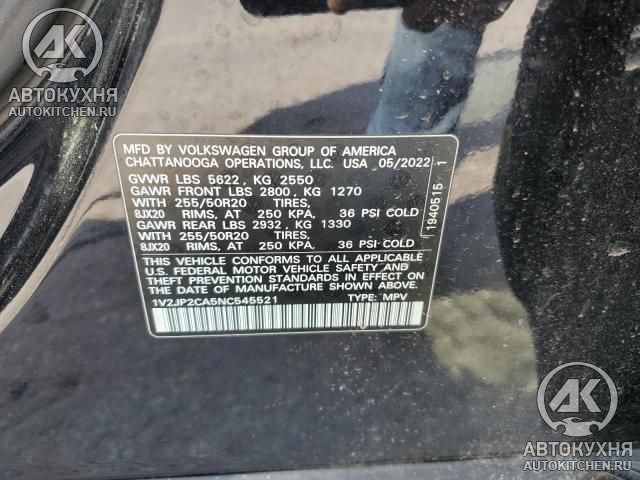 AK
АВТОКУХНЯ
AUTOKITCHEN.RU
MFD BY VOLKSWAGEN GROUP OF AMERICA
CHATTANOOGA OPERATIONS, LLC. USA 05/2022
GVWR LBS 5622, KG 2550
GAWR FRONT LBS 2800, KG 1270
WITH 255/50R20 TIRES,
8JX20 RIMS, AT 250 KPA, 36 PSI COLD
GAWR REAR LBS 2932, KG 1330
WITH 255/50R20 TIRES,
8JX20 RIMS, AT 250 KPA, 36 PSI COLD
THIS VEHICLE CONFORMS TO ALL APPLICABLE
U.S. FEDERAL MOTOR VEHICLE SAFETY AND
THEFT PREVENTION STANDARDS IN EFFECT ON
THE DATE OF MANUFACTURE SHOWN ABOVE.
1V2JP2CA5NC545521 TYPE: MPV
1940515 1
AK
АВТОКУХНЯ
AUTOKITCHEN.RU